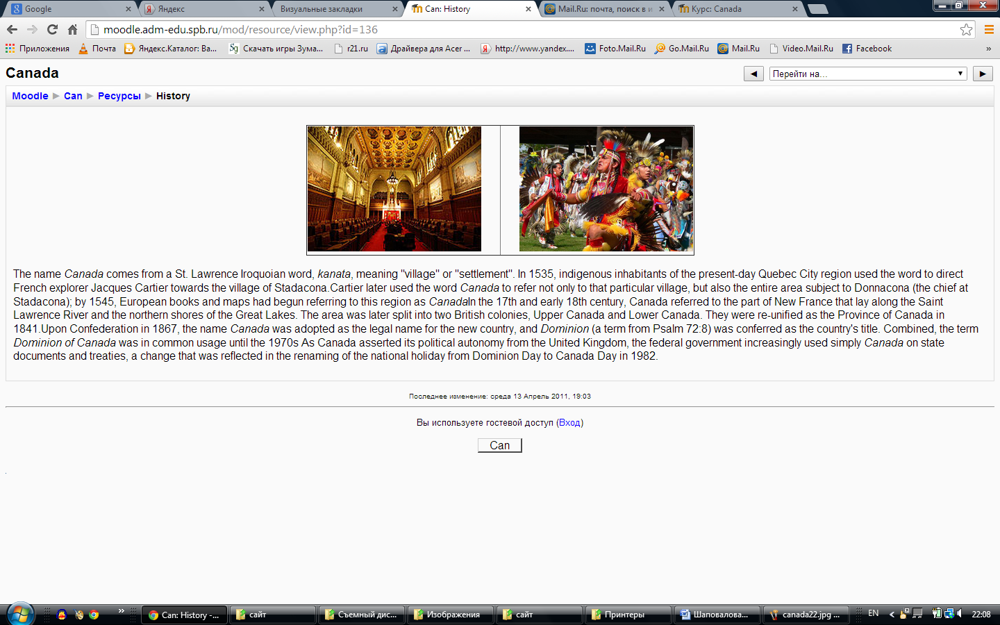 Google
Яндекс
Визуальные закладки
Can: History
Mail.Ru: почта, поиск в и
Курс: Canada
moodle.adm-edu.spb.ru/mod/resource/view.php?id=136
Приложения
Почта
Яндекс.Каталог: Ва...
Скачать игры Зума...
r21.ru
Драйвера для Acer ...
http://www.yandex....
Foto.Mail.Ru
Go.Mail.Ru
Mail.Ru
Video.Mail.Ru
Facebook
»
Canada
Перейти на...
Moodle ► Can ► Ресурсы ► History
The name Canada comes from a St. Lawrence Iroquoian word, kanata, meaning "village" or "settlement". In 1535, indigenous inhabitants of the present-day Quebec City region used the word to direct
French explorer Jacques Cartier towards the village of Stadacona.Cartier later used the word Canada to refer not only to that particular village, but also the entire area subject to Donnacona (the chief at
Stadacona); by 1545, European books and maps had begun referring to this region as CanadaIn the 17th and early 18th century, Canada referred to the part of New France that lay along the Saint
Lawrence River and the northern shores of the Great Lakes. The area was later split into two British colonies, Upper Canada and Lower Canada. They were re-unified as the Province of Canada in
1841.Upon Confederation in 1867, the name Canada was adopted as the legal name for the new country, and Dominion (a term from Psalm 72:8) was conferred as the country's title. Combined, the term
Dominion of Canada was in common usage until the 1970s As Canada asserted its political autonomy from the United Kingdom, the federal government increasingly used simply Canada on state
documents and treaties, a change that was reflected in the renaming of the national holiday from Dominion Day to Canada Day in 1982.
Последнее изменение: среда 13 Апрель 2011, 19:03
Вы используете гостевой доступ (Вход)
Can
.
»
Can: History -...
сайт
Съемный дис...
Изображения
сайт
Принтеры
Шаповалова...
canada22.jpg ...
EN
22:08